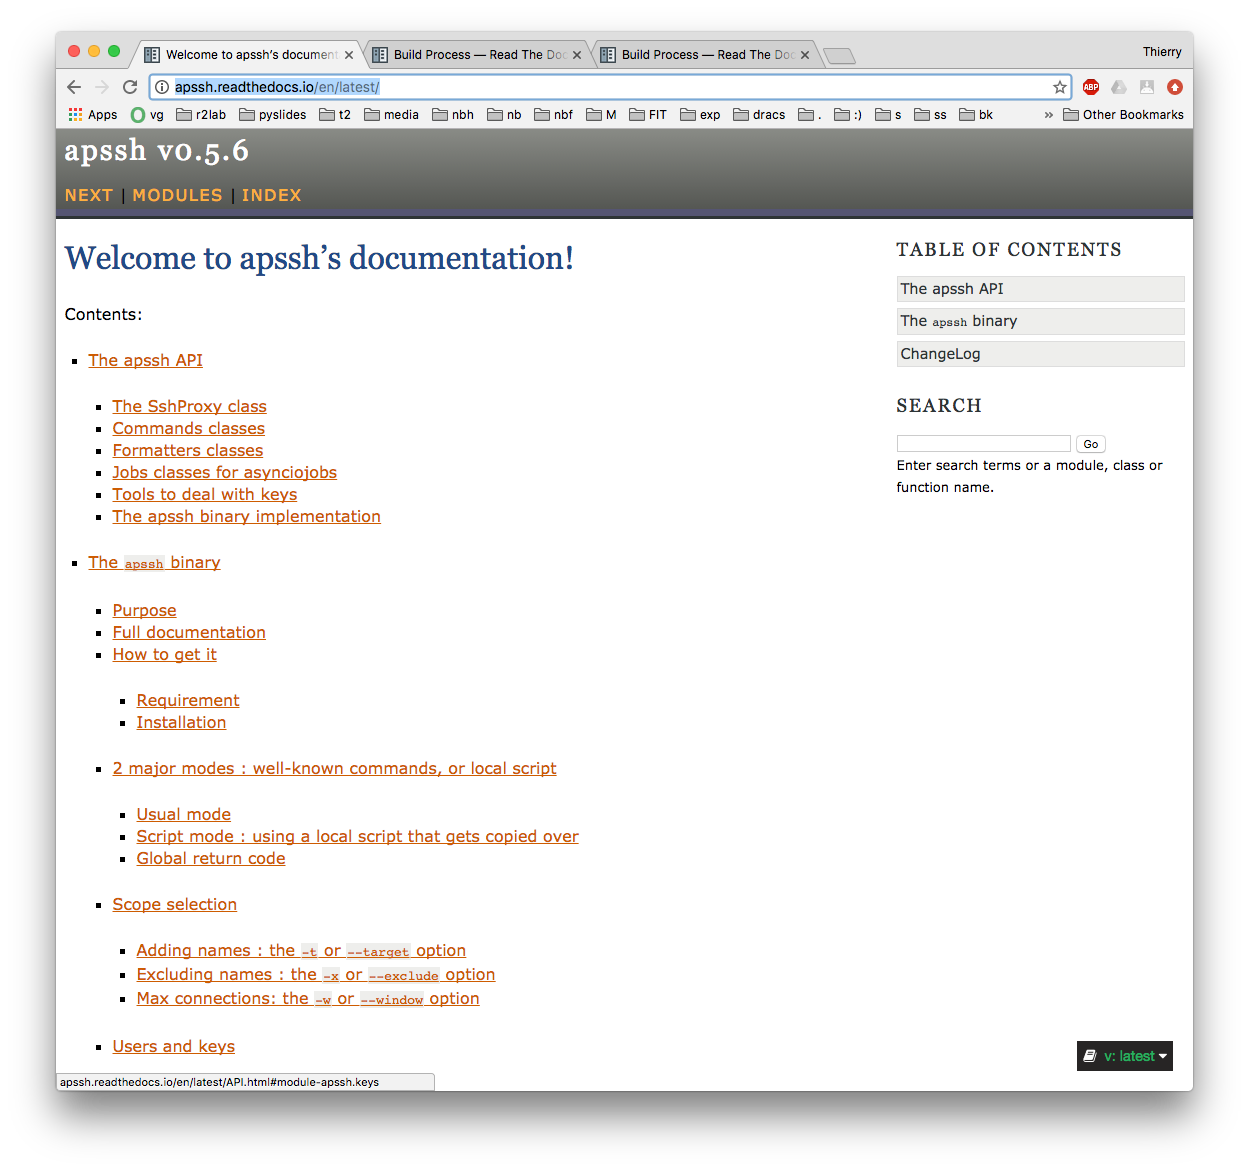 Welcome to apssh's document
Build Process — Read The Doc
Build Process — Read The Doc
Thierry
apssh.readthedocs.io/en/latest/
ABP
Apps vg r2lab pyslides t2 media nbh nb nbf M FIT exp dracs . :) s ss bk » Other Bookmarks
apssh v0.5.6
NEXT | MODULES | INDEX
Welcome to apssh’s documentation!
Contents:
The apssh API
The SshProxy class
Commands classes
Formatters classes
Jobs classes for asynciojobs
Tools to deal with keys
The apssh binary implementation
The apssh binary
Purpose
Full documentation
How to get it
Requirement
Installation
2 major modes : well-known commands, or local script
Usual mode
Script mode : using a local script that gets copied over
Global return code
Scope selection
Adding names : the -t or --target option
Excluding names : the -x or --exclude option
Max connections: the -w or --window option
Users and keys
TABLE OF CONTENTS
The apssh API
The apssh binary
ChangeLog
SEARCH
Go
Enter search terms or a module, class or
function name.
v: latest
apssh.readthedocs.io/en/latest/API.html#module-apssh.keys